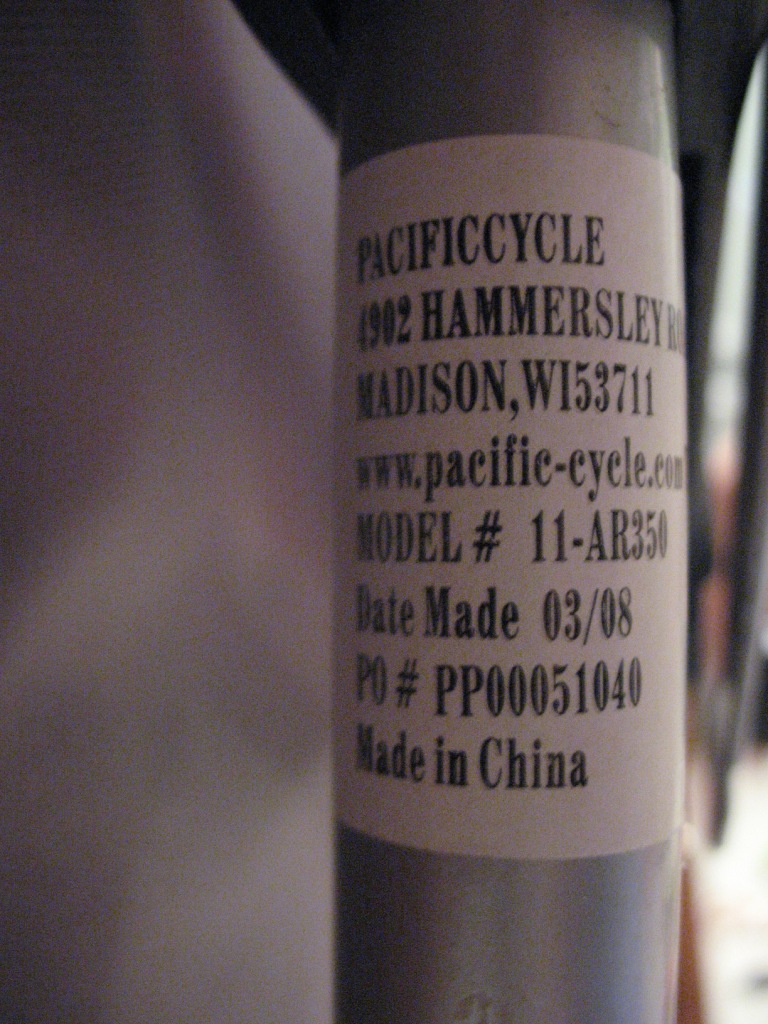 PACIFICCYCLE
4902 HAMMERSLEY R
MADISON,WI53711
www.pacific-cycle.com
MODEL # 11-AR350
Date Made 03/08
PO # PP00051040
Made in China